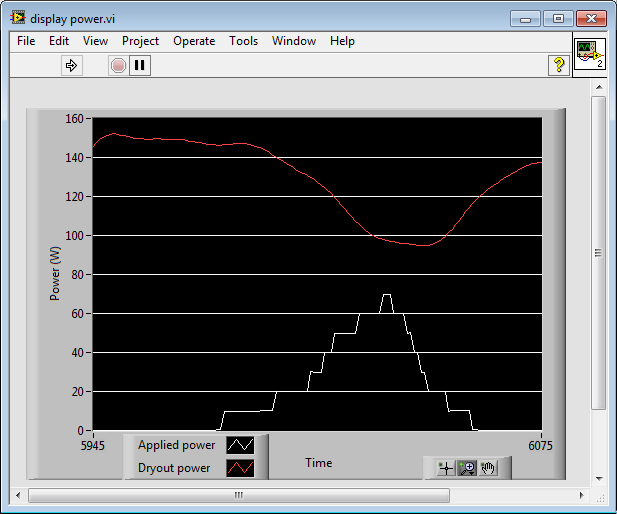 display power.vi
File Edit View Project Operate Tools Window Help
?
2
160
140
120
100
80
60
40
20
0
Power (W)
5945
6075
Time
Applied power
Dryout power